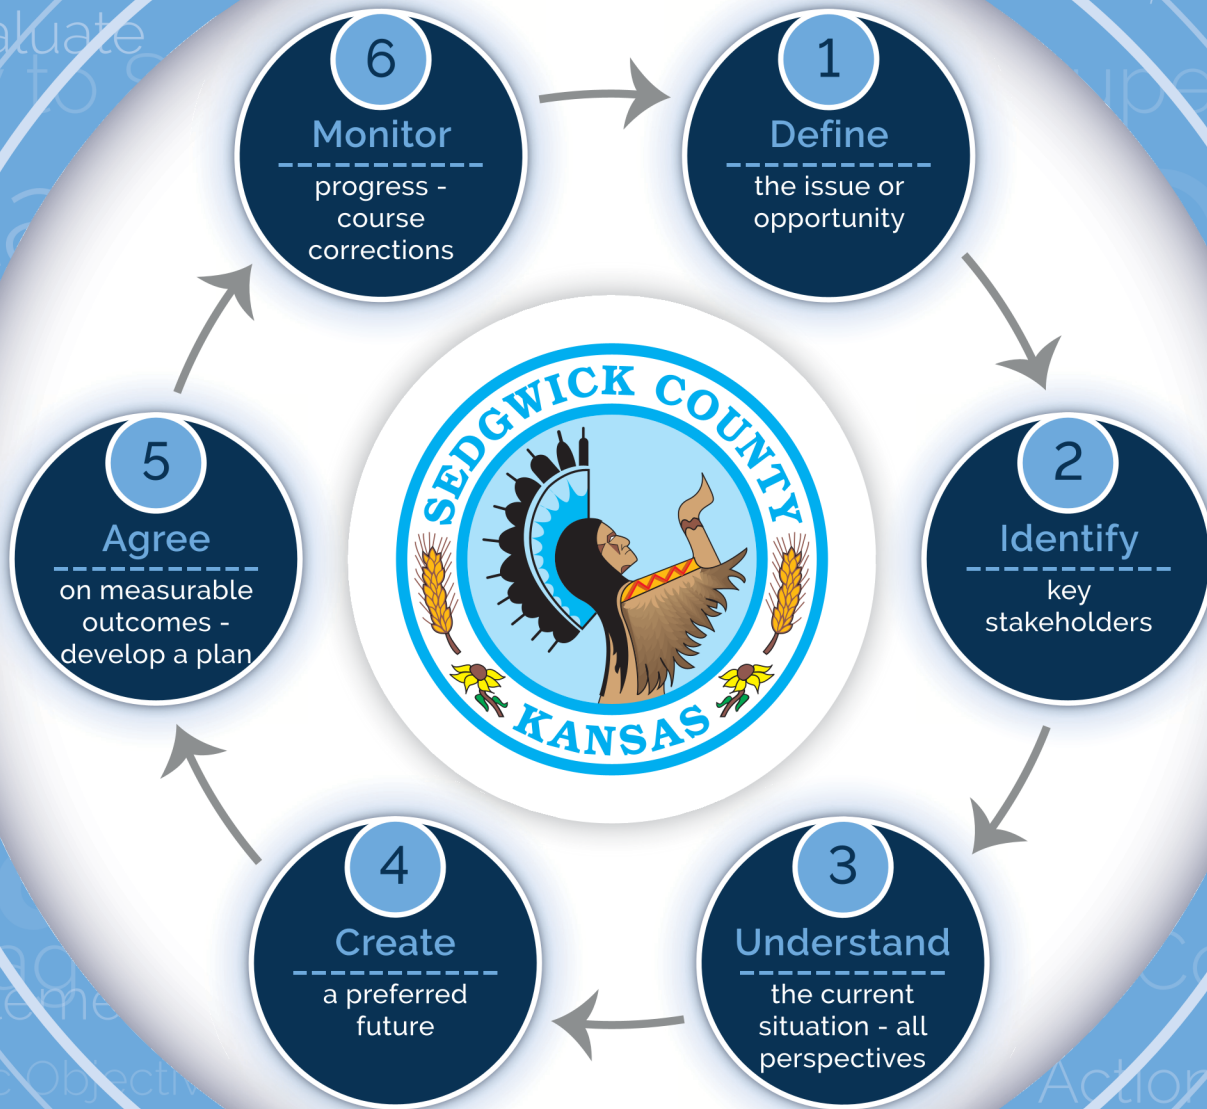 1
Define
the issue or
opportunity
2
Identify
key
stakeholders
3
Understand
the current
situation - all
perspectives
4
Create
a preferred
future
5
Agree
on measurable
outcomes -
develop a plan
6
Monitor
progress -
course
corrections
SEDGWICK COUNTY
KANSAS